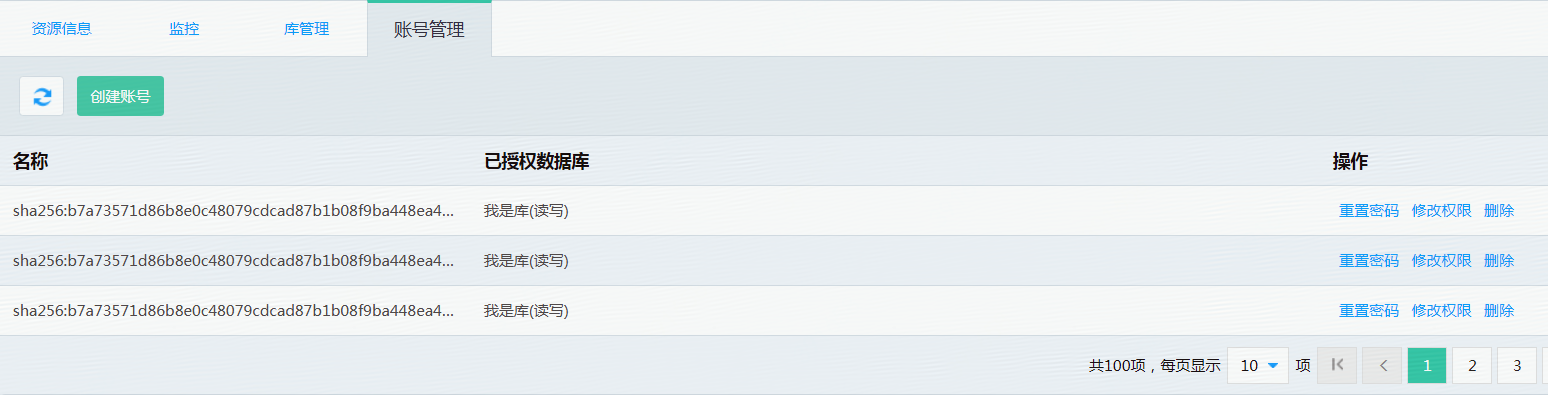 资源信息 监控 库管理 账号管理
创建账号
名称 已授权数据库 操作
sha256:b7a73571d86b8e0c48079cdcad87b1b08f9ba448ea4... 我是库(读写) 重置密码 修改权限 删除
sha256:b7a73571d86b8e0c48079cdcad87b1b08f9ba448ea4... 我是库(读写) 重置密码 修改权限 删除
sha256:b7a73571d86b8e0c48079cdcad87b1b08f9ba448ea4... 我是库(读写) 重置密码 修改权限 删除
共100项，每页显示 10 项 1 2 3